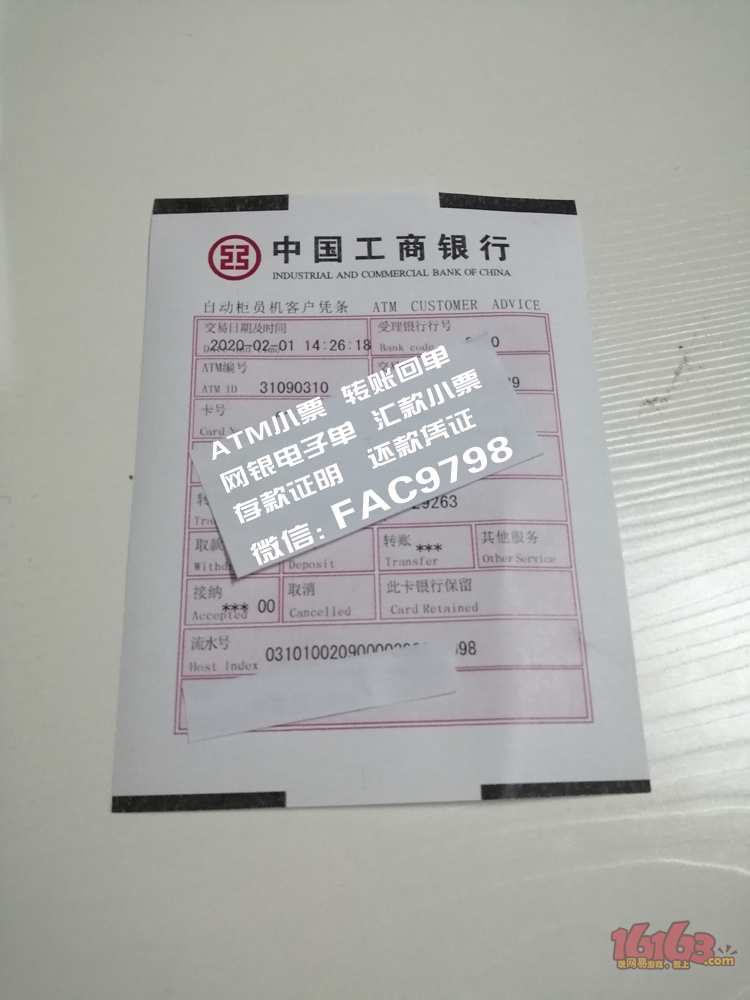 中国工商银行
INDUSTRIAL AND COMMERCIAL BANK OF CHINA
自动柜员机客户凭条 ATM CUSTOMER ADVICE
交易日期及时间 受理银行行号
2020-02-01 14:26:18 Bank code 0
ATM编号
ATM ID 31090310
卡号
Card
ATM小票 转账回单
网银电子单 汇款小票
存款证明 还款凭证
微信:FAC9798
29263
取款 转账 *** 其他服务
Deposit Transfer Other Service
接纳 取消 此卡银行保留
Accepted *** 00 Cancelled Card Retained
流水号
Host Index 0310100209000 98
16163.com